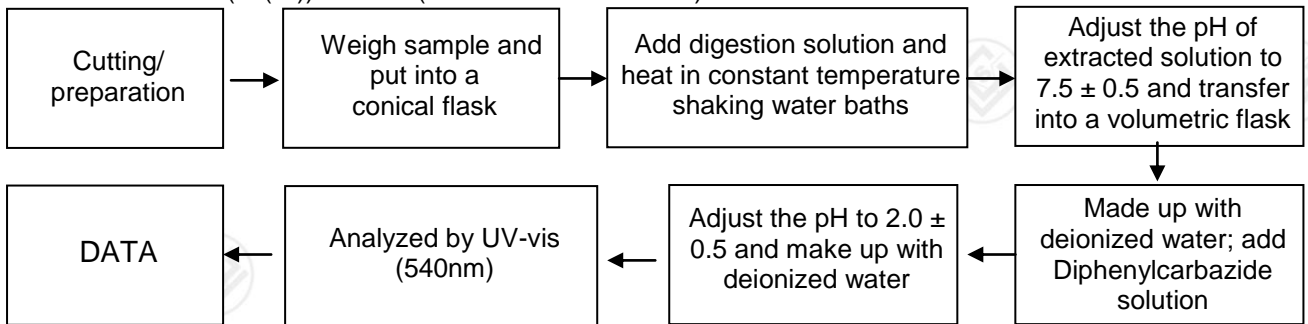 Cutting/
preparation
Weigh sample and
put into a
conical flask
Add digestion solution and
heat in constant temperature
shaking water baths
Adjust the pH of
extracted solution to
7.5 ± 0.5 and transfer
into a volumetric flask
Made up with
deionized water; add
Diphenylcarbazide
solution
Adjust the pH to 2.0 ±
0.5 and make up with
deionized water
Analyzed by UV-vis
(540nm)
DATA